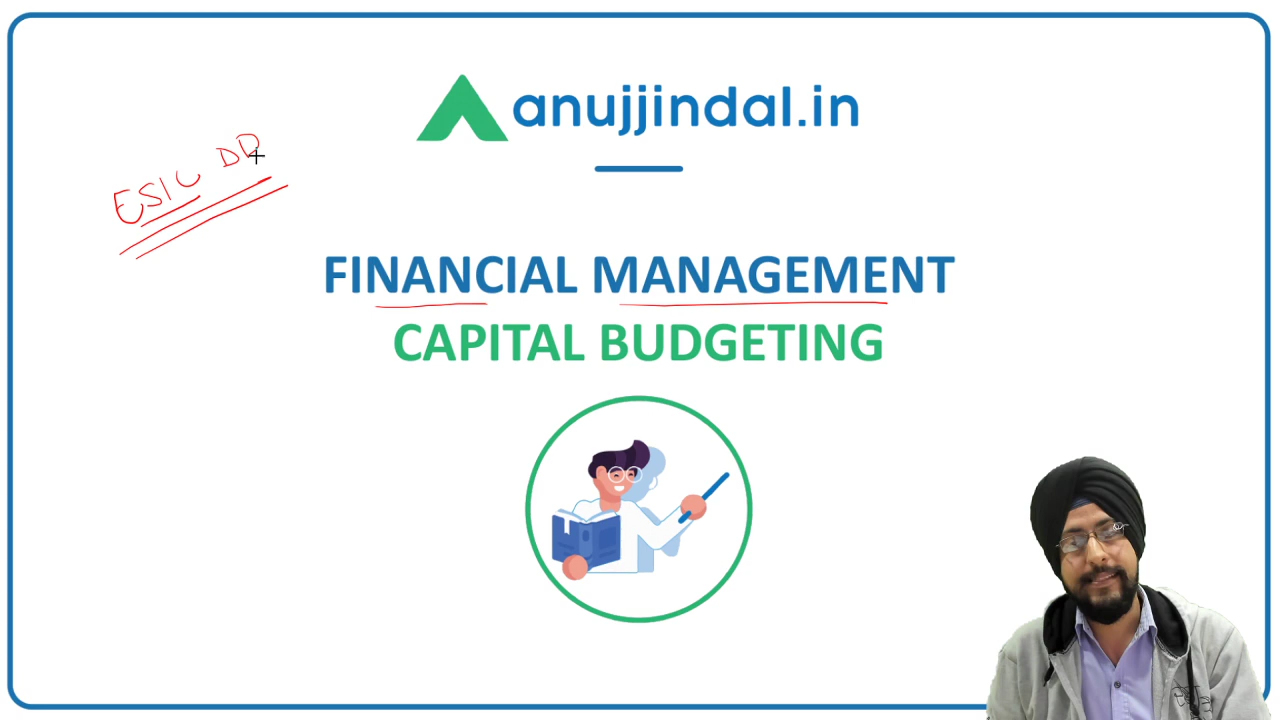 anujjindal.in
ESIC DD
FINANCIAL MANAGEMENT
CAPITAL BUDGETING